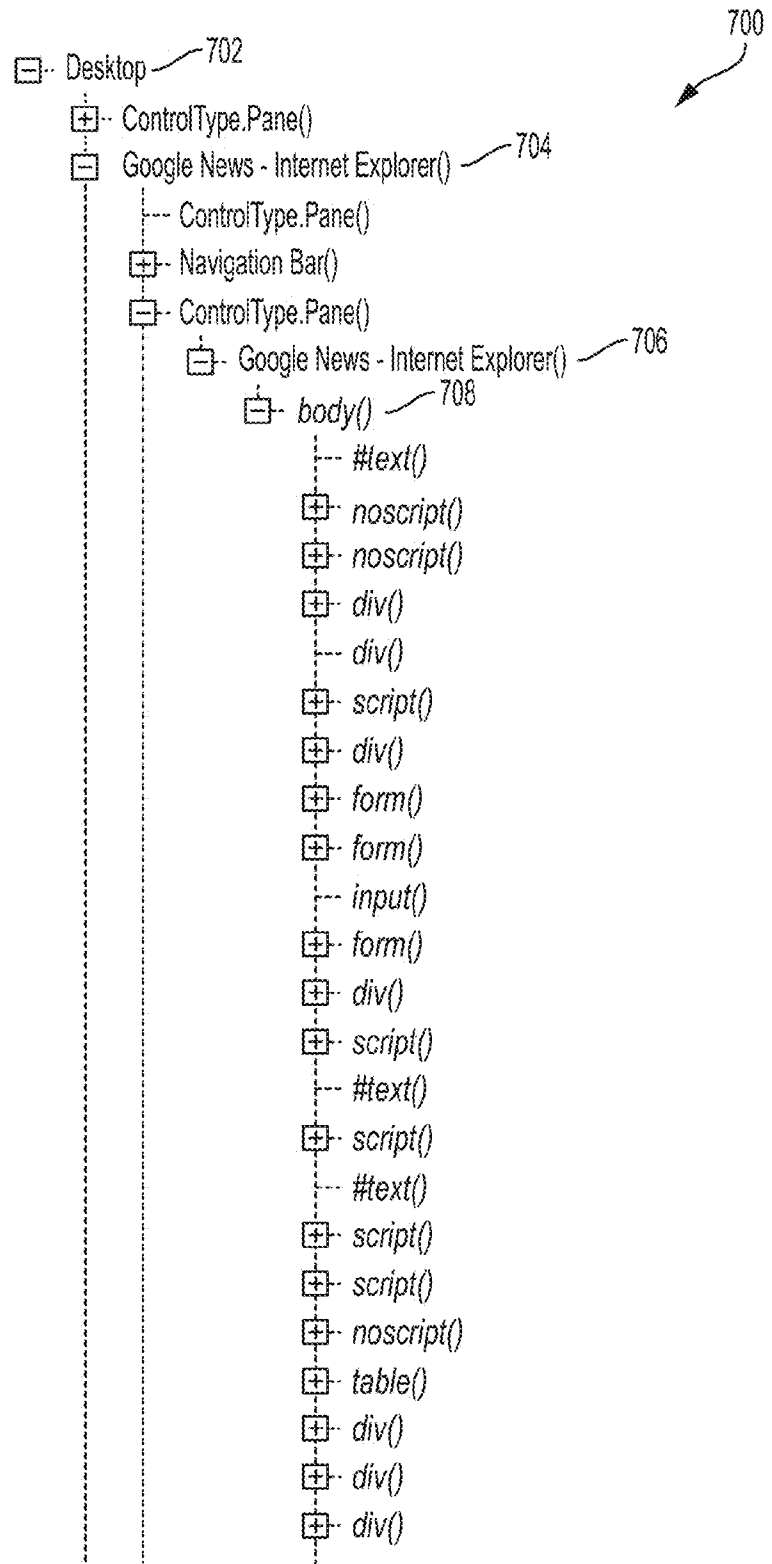 700
Desktop 702
ControlType.Pane()
Google News - Internet Explorer() 704
ControlType.Pane()
Navigation Bar()
ControlType.Pane()
Google News - Internet Explorer() 706
body() 708
#text()
noscript()
noscript()
div()
div()
script()
div()
form()
form()
input()
form()
div()
script()
#text()
script()
#text()
script()
script()
noscript()
table()
div()
div()
div()